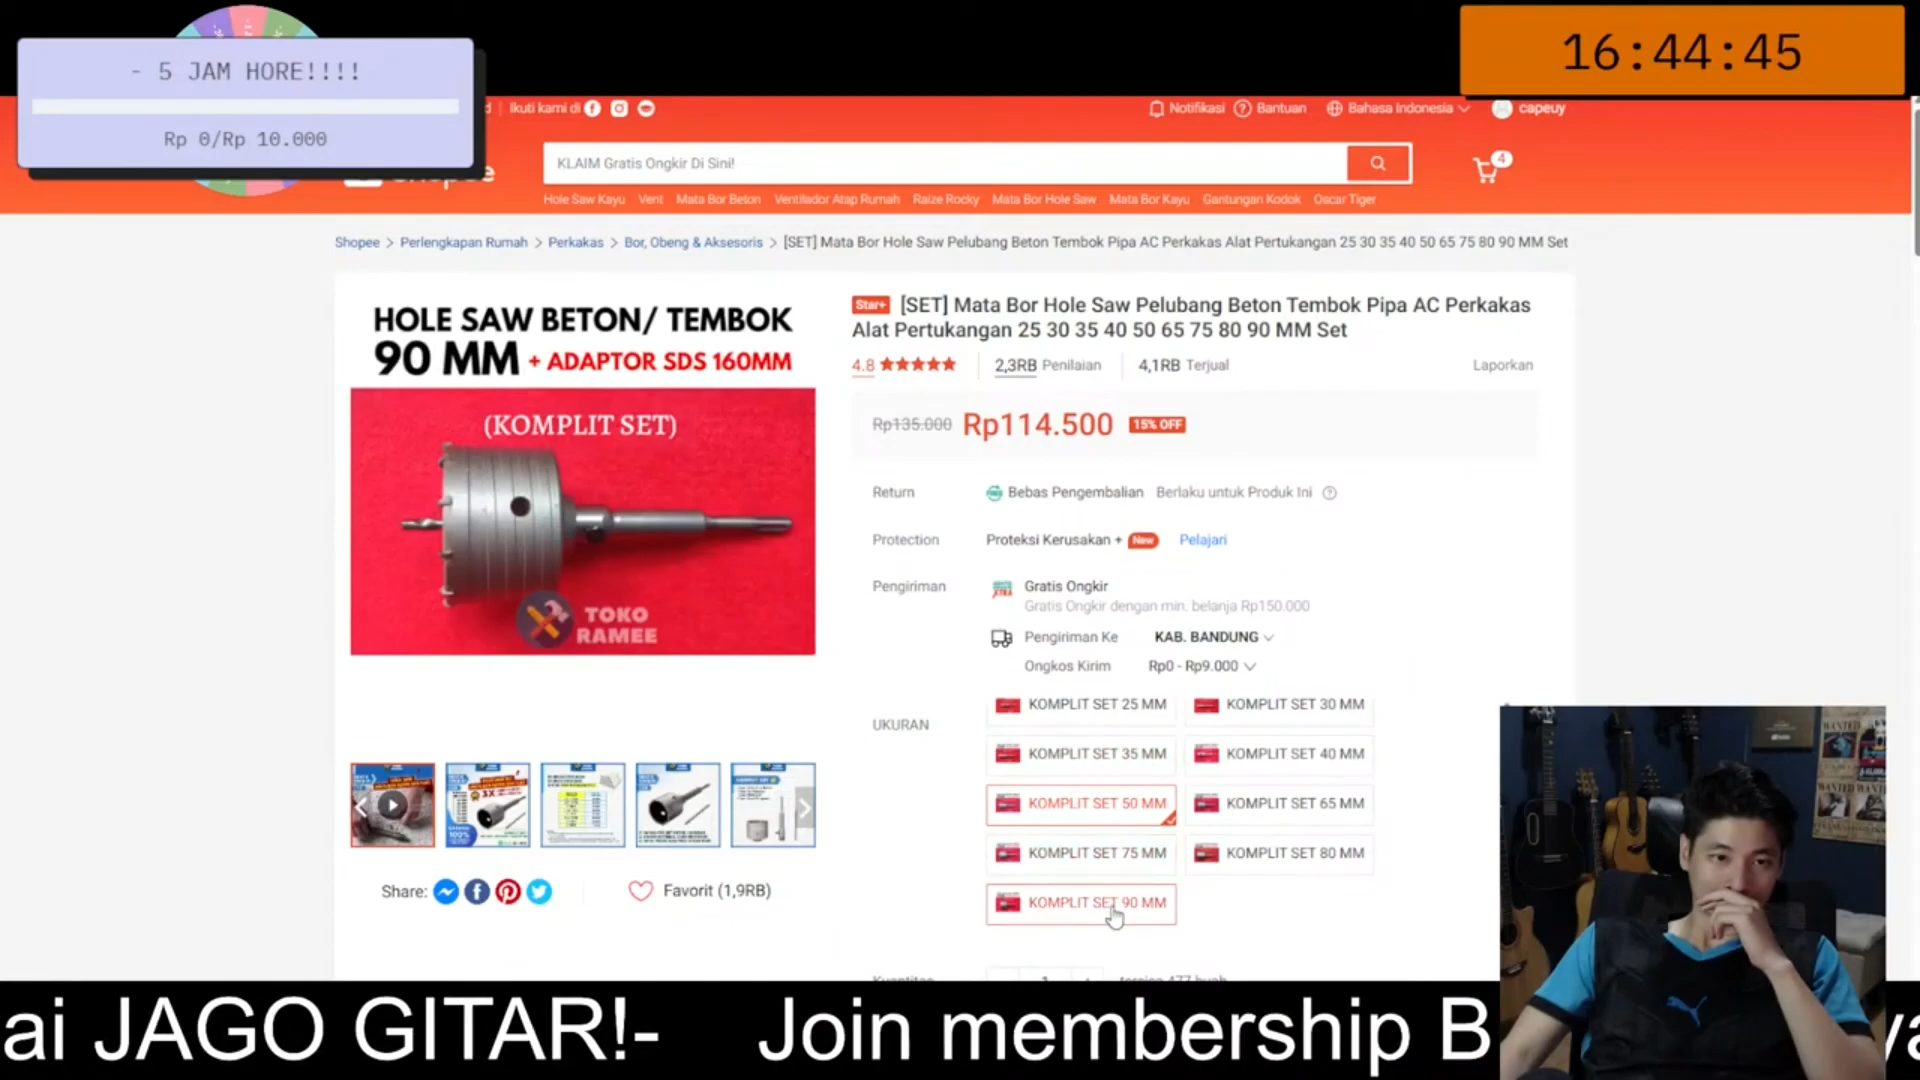 - 5 JAM HORE!!!!
Rp 0/Rp 10.000
16:44:45
Ikuti kami di
Notifikasi
Bantuan
Bahasa Indonesia
capeuy
Shopee
KLAIM Gratis Ongkir Di Sini!
4
Hole Saw Kayu Vent Mata Bor Beton Ventilador Atap Rumah Raize Rocky Mata Bor Hole Saw Mata Bor Kayu Gantungan Kodok Oscar Tiger
Shopee > Perlengkapan Rumah > Perkakas > Bor, Obeng & Aksesoris > [SET] Mata Bor Hole Saw Pelubang Beton Tembok Pipa AC Perkakas Alat Pertukangan 25 30 35 40 50 65 75 80 90 MM Set
HOLE SAW BETON/ TEMBOK
90 MM + ADAPTOR SDS 160MM
(KOMPLIT SET)
TOKO
RAMEE
Share:
Favorit (1,9RB)
Star+ [SET] Mata Bor Hole Saw Pelubang Beton Tembok Pipa AC Perkakas
Alat Pertukangan 25 30 35 40 50 65 75 80 90 MM Set
4.8 2,3RB Penilaian 4,1RB Terjual Laporkan
Rp135.000 Rp114.500 15% OFF
Return Bebas Pengembalian Berlaku untuk Produk Ini
Protection Proteksi Kerusakan + New Pelajari
Pengiriman Gratis Ongkir
Gratis Ongkir dengan min. belanja Rp150.000
Pengiriman Ke KAB. BANDUNG
Ongkos Kirim Rp0 - Rp9.000
UKURAN
KOMPLIT SET 25 MM KOMPLIT SET 30 MM
KOMPLIT SET 35 MM KOMPLIT SET 40 MM
KOMPLIT SET 50 MM KOMPLIT SET 65 MM
KOMPLIT SET 75 MM KOMPLIT SET 80 MM
KOMPLIT SET 90 MM
Kuantitas 1 + tersisa 477 buah
WANTED
ai JAGO GITAR!- Join membership B